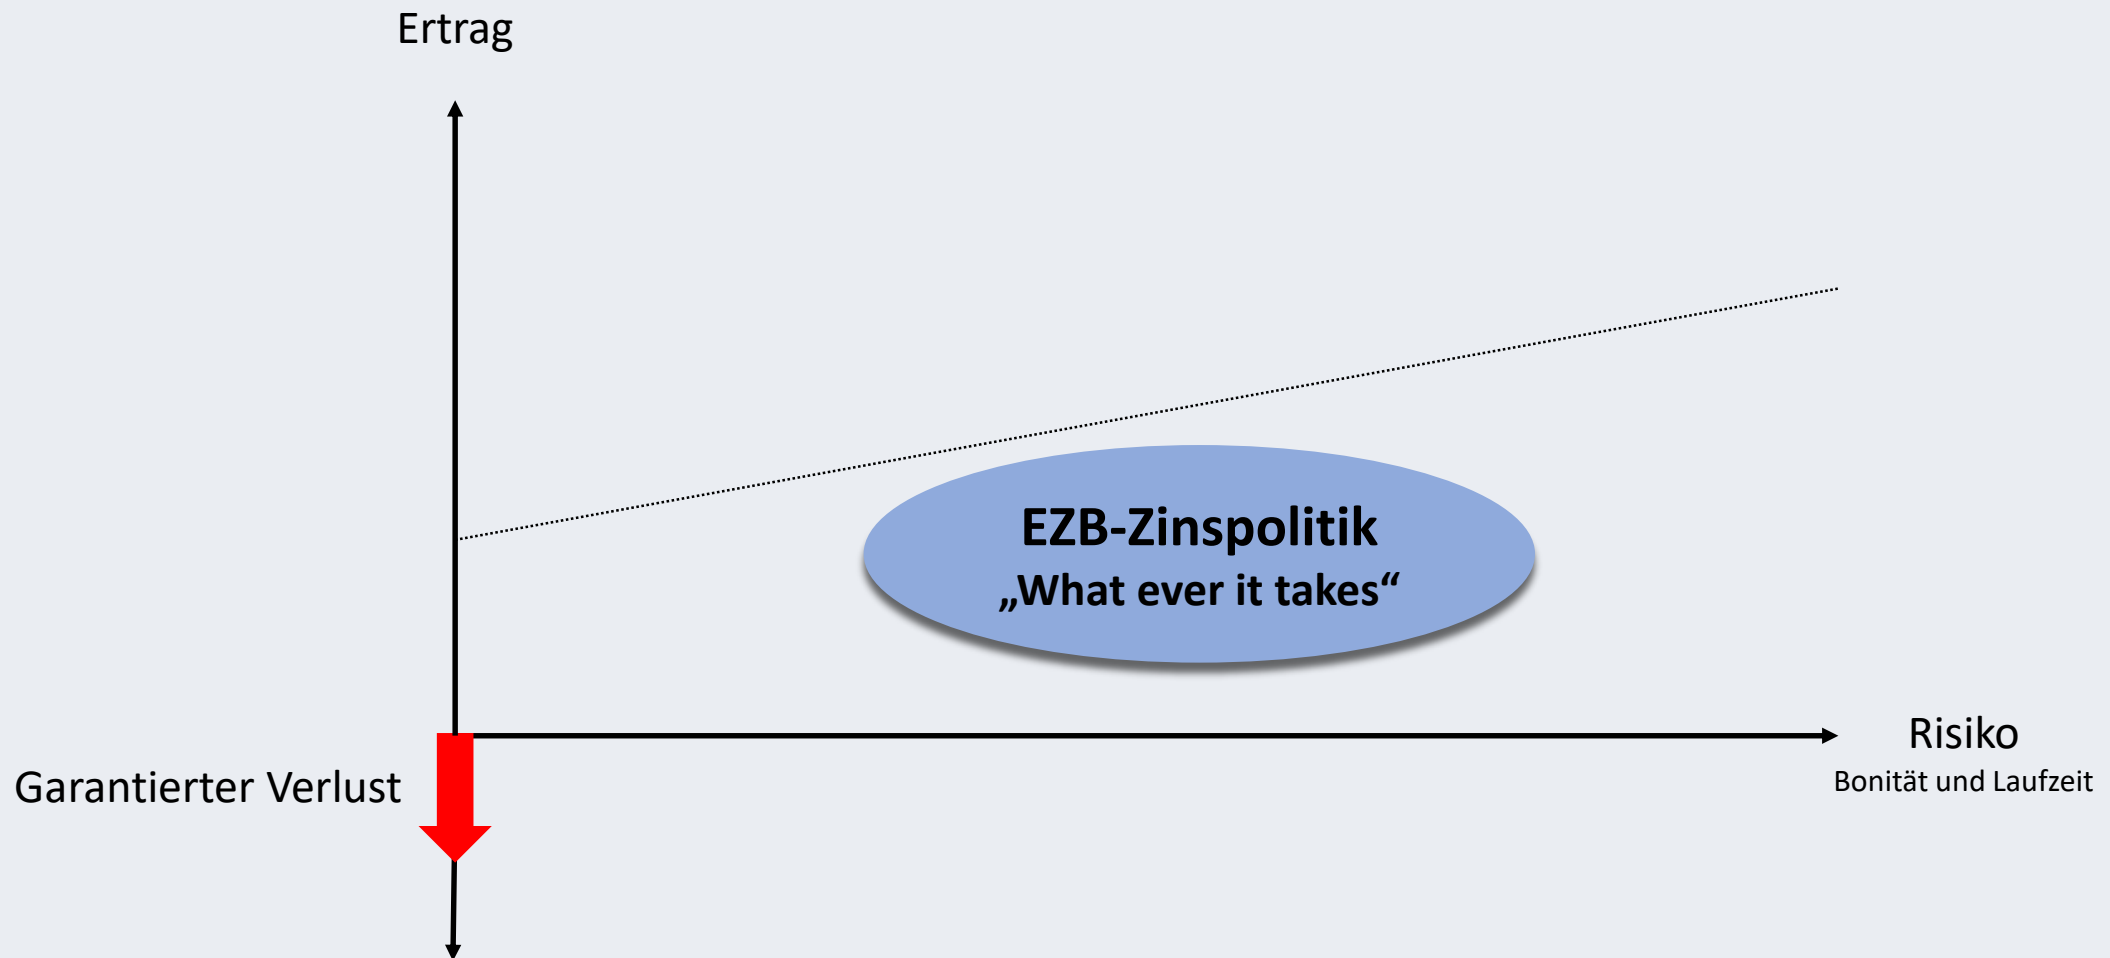 Ertrag
EZB-Zinspolitik
„What ever it takes“
Risiko
Bonität und Laufzeit
Garantierter Verlust